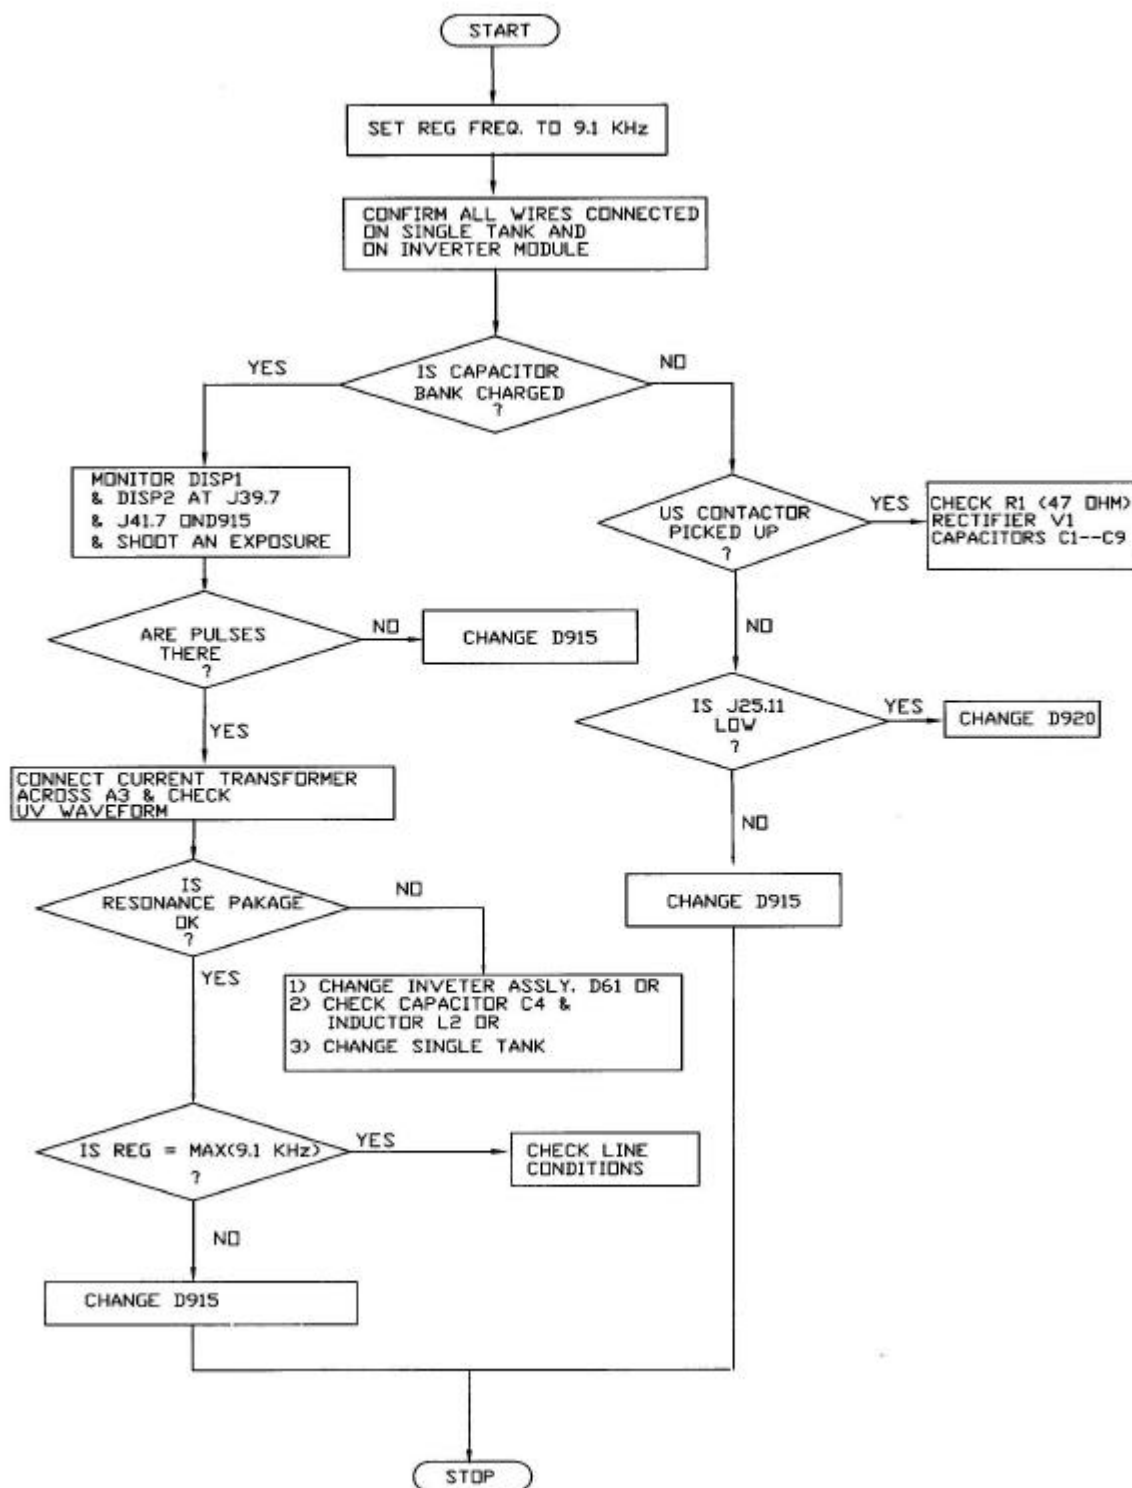 START
SET REG FREQ. TO 9.1 KHz
CONFIRM ALL WIRES CONNECTED
ON SINGLE TANK AND
ON INVERTER MODULE
IS CAPACITOR
BANK CHARGED
?
YES
NO
MONITOR DISP1
& DISP2 AT J39.7
& J41.7 OND915
& SHOOT AN EXPOSURE
US CONTACTOR
PICKED UP
?
YES
CHECK R1 (47 OHM)
RECTIFIER V1
CAPACITORS C1--C9
NO
ARE PULSES
THERE
?
NO
CHANGE D915
YES
IS J25.11
LOW
?
YES
CHANGE D920
NO
CONNECT CURRENT TRANSFORMER
ACROSS A3 & CHECK
UV WAVEFORM
CHANGE D915
IS
RESONANCE PAKAGE
OK
?
NO
YES
1) CHANGE INVETER ASSLY. D61 OR
2) CHECK CAPACITOR C4 &
INDUCTOR L2 OR
3) CHANGE SINGLE TANK
IS REG = MAX(9.1 KHz)
?
YES
CHECK LINE
CONDITIONS
NO
CHANGE D915
STOP